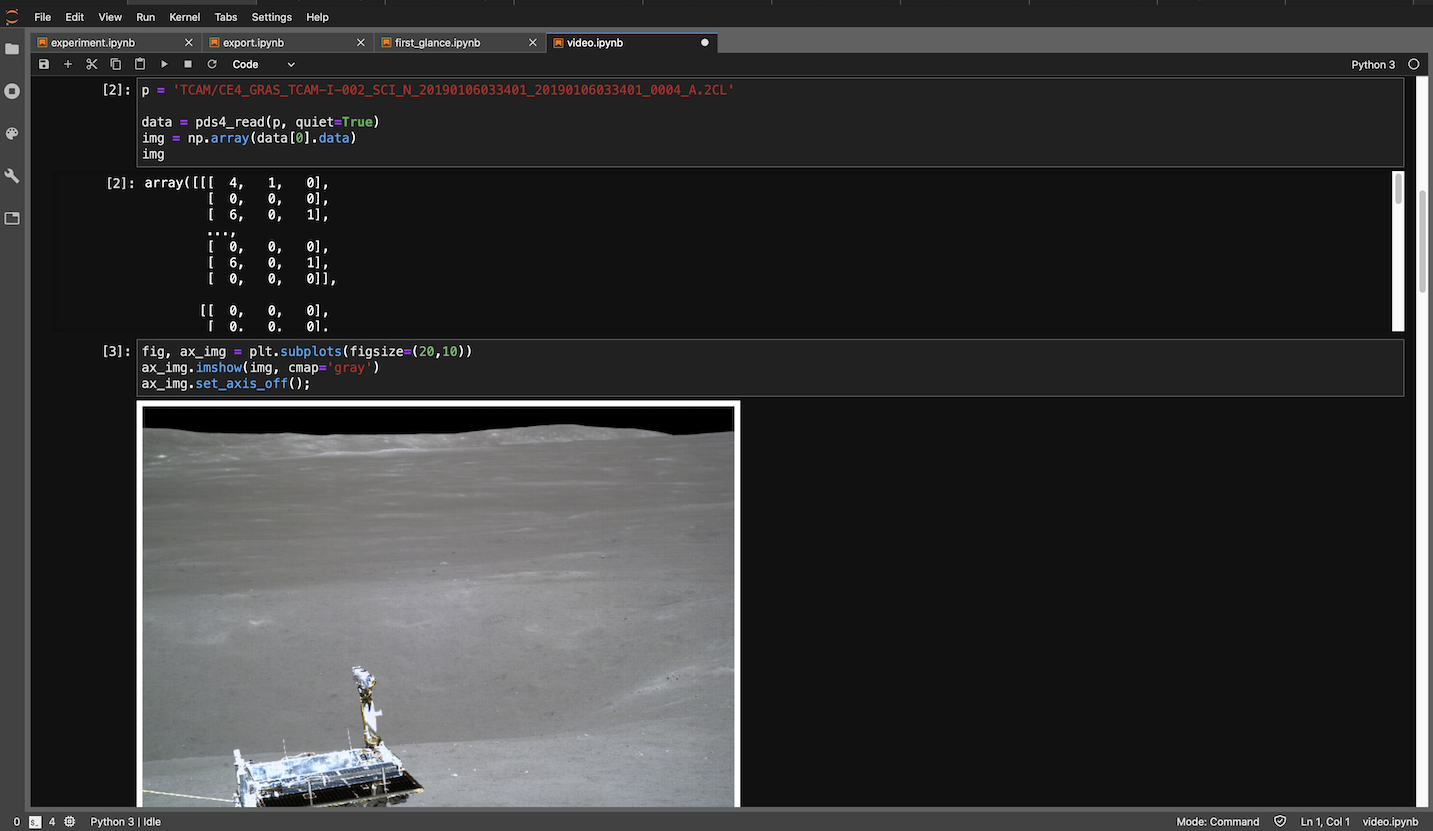 File Edit View Run Kernel Tabs Settings Help
experiment.ipynb export.ipynb first_glance.ipynb video.ipynb
Code Python 3
[2]: p = 'TCAM/CE4_GRAS_TCAM-I-002_SCI_N_20190106033401_20190106033401_0004_A.2CL'
data = pds4_read(p, quiet=True)
img = np.array(data[0].data)
img
[2]: array([[[ 4, 1, 0],
[ 0, 0, 0],
[ 6, 0, 1],
...,
[ 0, 0, 0],
[ 6, 0, 1],
[ 0, 0, 0]],
[[ 0, 0, 0],
[ 0, 0, 0],
[3]: fig, ax_img = plt.subplots(figsize=(20,10))
ax_img.imshow(img, cmap='gray')
ax_img.set_axis_off();
0 4 Python 3 | Idle Mode: Command Ln 1, Col 1 video.ipynb